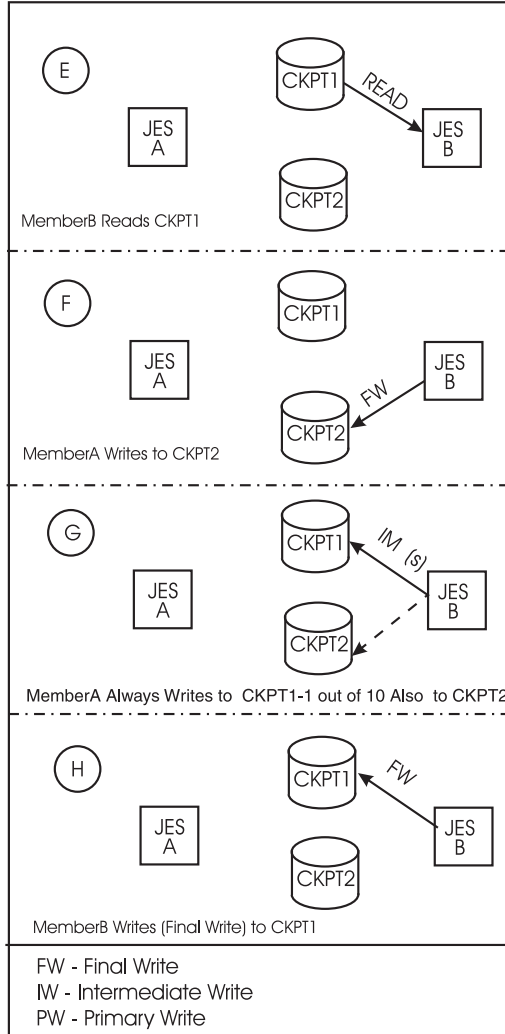 E
CKPT1
READ
JES
A
JES
B
CKPT2
MemberB Reads CKPT1
F
CKPT1
JES
A
JES
B
FW
CKPT2
MemberA Writes to CKPT2
G
CKPT1
IM (s)
JES
A
JES
B
CKPT2
MemberA Always Writes to CKPT1-1 out of 10 Also to CKPT2
H
CKPT1
FW
JES
A
JES
B
CKPT2
MemberB Writes (Final Write) to CKPT1
FW - Final Write
IW - Intermediate Write
PW - Primary Write